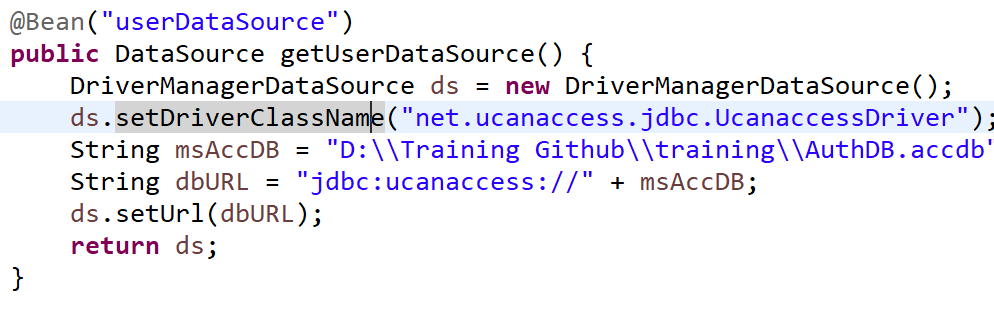 @Bean("userDataSource")
public DataSource getUserDataSource() {
    DriverManagerDataSource ds = new DriverManagerDataSource();
    ds.setDriverClassName("net.ucanaccess.jdbc.UcanaccessDriver");
    String msAccDB = "D:\\Training Github\\training\\AuthDB.accdb"
    String dbURL = "jdbc:ucanaccess://" + msAccDB;
    ds.setUrl(dbURL);
    return ds;
}